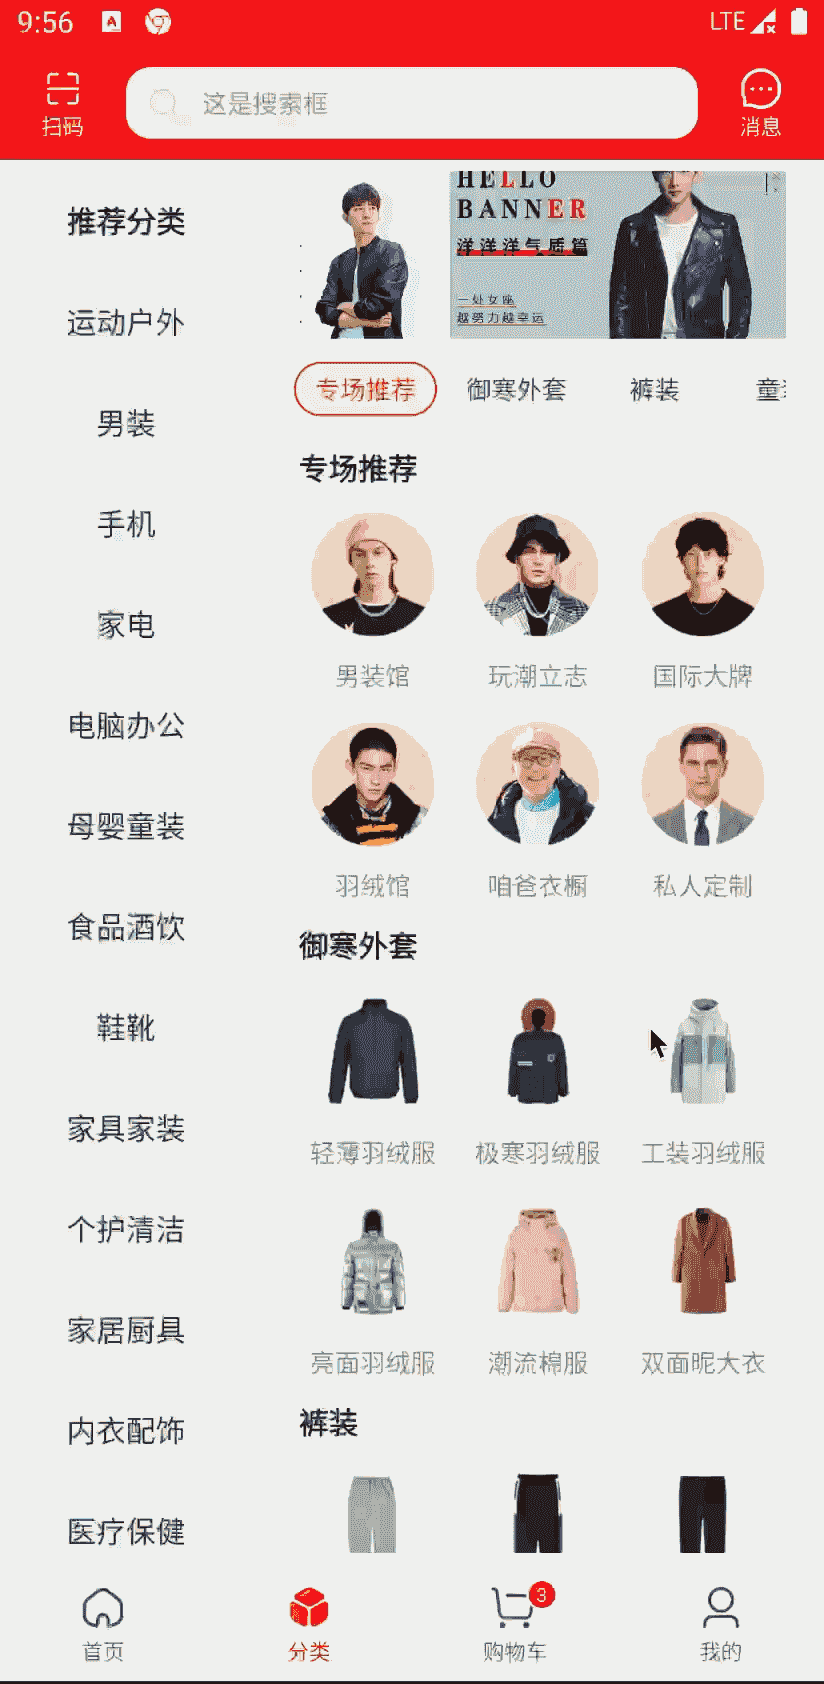 9:56
LTE
扫码
这是搜索框
消息
推荐分类
运动户外
男装
手机
家电
电脑办公
母婴童装
食品酒饮
鞋靴
家具家装
个护清洁
家居厨具
内衣配饰
医疗保健
HELLO
BANNER
洋洋洋气质篇
一处女座
越努力越幸运
专场推荐 御寒外套 裤装
专场推荐
男装馆 玩潮立志 国际大牌
羽绒馆 咱爸衣橱 私人定制
御寒外套
轻薄羽绒服 极寒羽绒服 工装羽绒服
亮面羽绒服 潮流棉服 双面昵大衣
裤装
3
首页 分类 购物车 我的